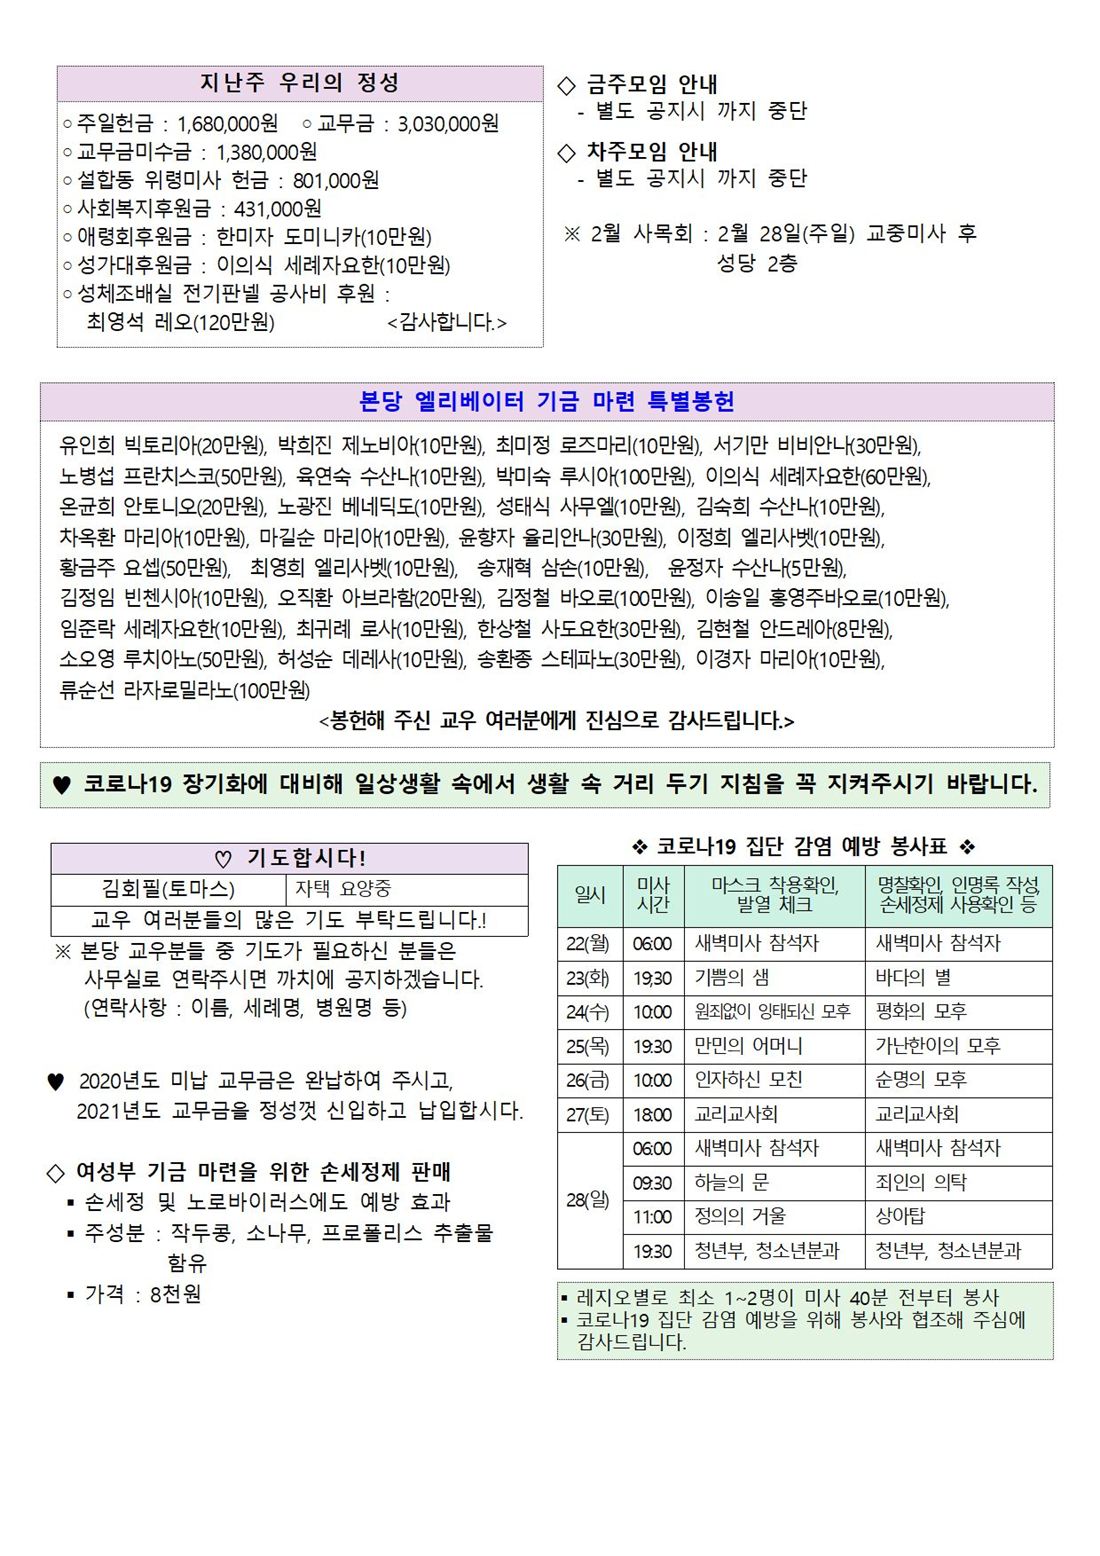 지난주 우리의 정성
○ 주일헌금 : 1,680,000원 ○ 교무금 : 3,030,000원
○ 교무금미수금 : 1,380,000원
○ 설합동 위령미사 헌금 : 801,000원
○ 사회복지후원금 : 431,000원
○ 애령회후원금 : 한미자 도미니카(10만원)
○ 성가대후원금 : 이의식 세례자요한(10만원)
○ 성체조배실 전기판넬 공사비 후원 :
최영석 레오(120만원) <감사합니다.>
◇ 금주모임 안내
- 별도 공지시 까지 중단
◇ 차주모임 안내
- 별도 공지시 까지 중단
※ 2월 사목회 : 2월 28일(주일) 교중미사 후
성당 2층
본당 엘리베이터 기금 마련 특별봉헌
유인희 빅토리아(20만원), 박희진 제노비아(10만원), 최미정 로즈마리(10만원), 서기만 비비안나(30만원),
노병섭 프란치스코(50만원), 육연숙 수산나(10만원), 박미숙 루시아(100만원), 이의식 세례자요한(60만원),
온균희 안토니오(20만원), 노광진 베네딕도(10만원), 성태식 사무엘(10만원), 김숙희 수산나(10만원),
차옥환 마리아(10만원), 마길순 마리아(10만원), 윤향자 율리안나(30만원), 이정희 엘리사벳(10만원),
황금주 요셉(50만원), 최영희 엘리사벳(10만원), 송재혁 삼손(10만원), 윤정자 수산나(5만원),
김정임 빈첸시아(10만원), 오직환 아브라함(20만원), 김정철 바오로(100만원), 이송일 홍영주바오로(10만원),
임준락 세례자요한(10만원), 최귀례 로사(10만원), 한상철 사도요한(30만원), 김현철 안드레아(8만원),
소오영 루치아노(50만원), 허성순 데레사(10만원), 송환종 스테파노(30만원), 이경자 마리아(10만원),
류순선 라자로밀라노(100만원)
<봉헌해 주신 교우 여러분에게 진심으로 감사드립니다.>
♥ 코로나19 장기화에 대비해 일상생활 속에서 생활 속 거리 두기 지침을 꼭 지켜주시기 바랍니다.
♡ 기도합시다!
김회필(토마스) 자택 요양중
교우 여러분들의 많은 기도 부탁드립니다.!
※ 본당 교우분들 중 기도가 필요하신 분들은
사무실로 연락주시면 까치에 공지하겠습니다.
(연락사항 : 이름, 세례명, 병원명 등)
♥ 2020년도 미납 교무금은 완납하여 주시고,
2021년도 교무금을 정성껏 신입하고 납입합시다.
◇ 여성부 기금 마련을 위한 손세정제 판매
▪ 손세정 및 노로바이러스에도 예방 효과
▪ 주성분 : 작두콩, 소나무, 프로폴리스 추출물
함유
▪ 가격 : 8천원
❖ 코로나19 집단 감염 예방 봉사표 ❖
일시 미사 시간 마스크 착용확인, 발열 체크 명찰확인, 인명록 작성, 손세정제 사용확인 등
22(월) 06:00 새벽미사 참석자 새벽미사 참석자
23(화) 19;30 기쁨의 샘 바다의 별
24(수) 10:00 원죄없이 잉태되신 모후 평화의 모후
25(목) 19:30 만민의 어머니 가난한이의 모후
26(금) 10:00 인자하신 모친 순명의 모후
27(토) 18:00 교리교사회 교리교사회
28(일) 06:00 새벽미사 참석자 새벽미사 참석자
09:30 하늘의 문 죄인의 의탁
11:00 정의의 거울 상아탑
19:30 청년부, 청소년분과 청년부, 청소년분과
▪ 레지오별로 최소 1~2명이 미사 40분 전부터 봉사
▪ 코로나19 집단 감염 예방을 위해 봉사와 협조해 주심에
감사드립니다.